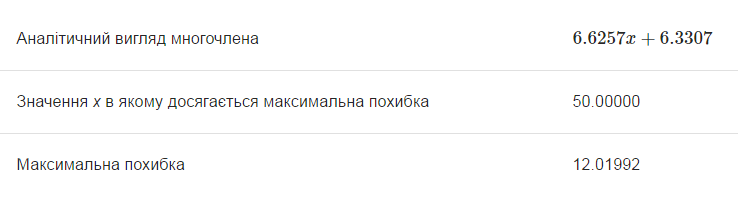 Аналітичний вигляд многочлена 6.6257x + 6.3307
Значення x в якому досягається максимальна похибка 50.00000
Максимальна похибка 12.01992